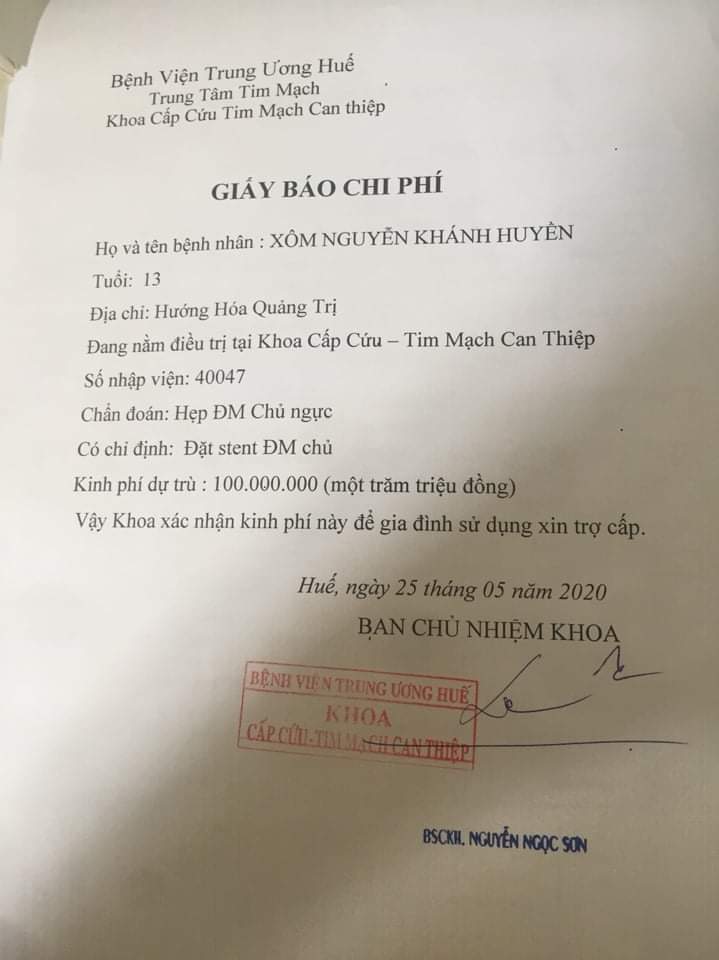 Bệnh Viện Trung Ương Huế
Trung Tâm Tim Mạch
Khoa Cấp Cứu Tim Mạch Can thiệp
GIẤY BÁO CHI PHÍ
Họ và tên bệnh nhân : XÔM NGUYỄN KHÁNH HUYỀN
Tuổi: 13
Địa chỉ: Hướng Hóa Quảng Trị
Đang nằm điều trị tại Khoa Cấp Cứu – Tim Mạch Can Thiệp
Số nhập viện: 40047
Chẩn đoán: Hẹp ĐM Chủ ngực
Có chỉ định: Đặt stent ĐM chủ
Kinh phí dự trù : 100.000.000 (một trăm triệu đồng)
Vậy Khoa xác nhận kinh phí này để gia đình sử dụng xin trợ cấp.
Huế, ngày 25 tháng 05 năm 2020
BAN CHỦ NHIỆM KHOA
BỆNH VIỆN TRUNG ƯƠNG HUẾ
KHOA
CẤP CỨU-TIM MẠCH CAN THIỆP
BSCKII. NGUYỄN NGỌC SƠN